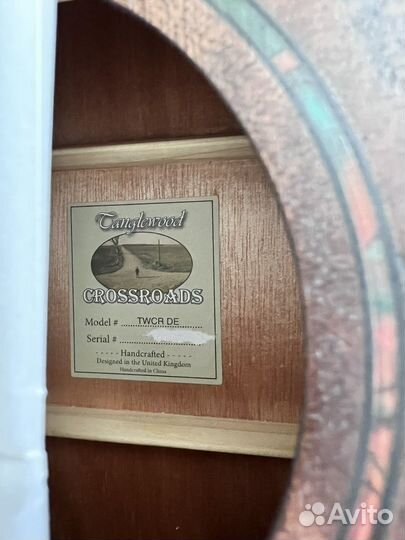 Tanglewood
CROSSROADS
Model # TWCR DE
Serial #
- - - - - Handcrafted - - - - -
Designed in the United Kingdom
Handcrafted in China
Avito